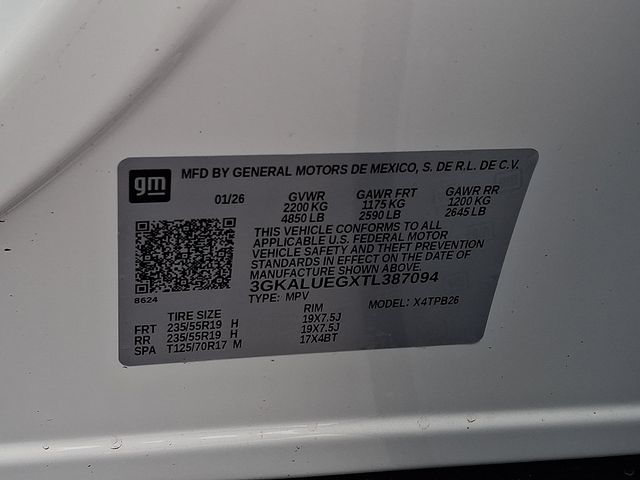 gm
MFD BY GENERAL MOTORS DE MEXICO, S. DE R.L. DE C.V.
01/26 GVWR GAWR FRT GAWR RR
2200 KG 1175 KG 1200 KG
4850 LB 2590 LB 2645 LB
THIS VEHICLE CONFORMS TO ALL
APPLICABLE U.S. FEDERAL MOTOR
VEHICLE SAFETY AND THEFT PREVENTION
STANDARDS IN EFFECT ON THE DATE OF
MANUFACTURE SHOWN ABOVE.
3GKALUEGXTL387094
8624
TYPE: MPV MODEL: X4TPB26
TIRE SIZE RIM
FRT 235/55R19 H 19X7.5J
RR 235/55R19 H 19X7.5J
SPA T125/70R17 M 17X4BT